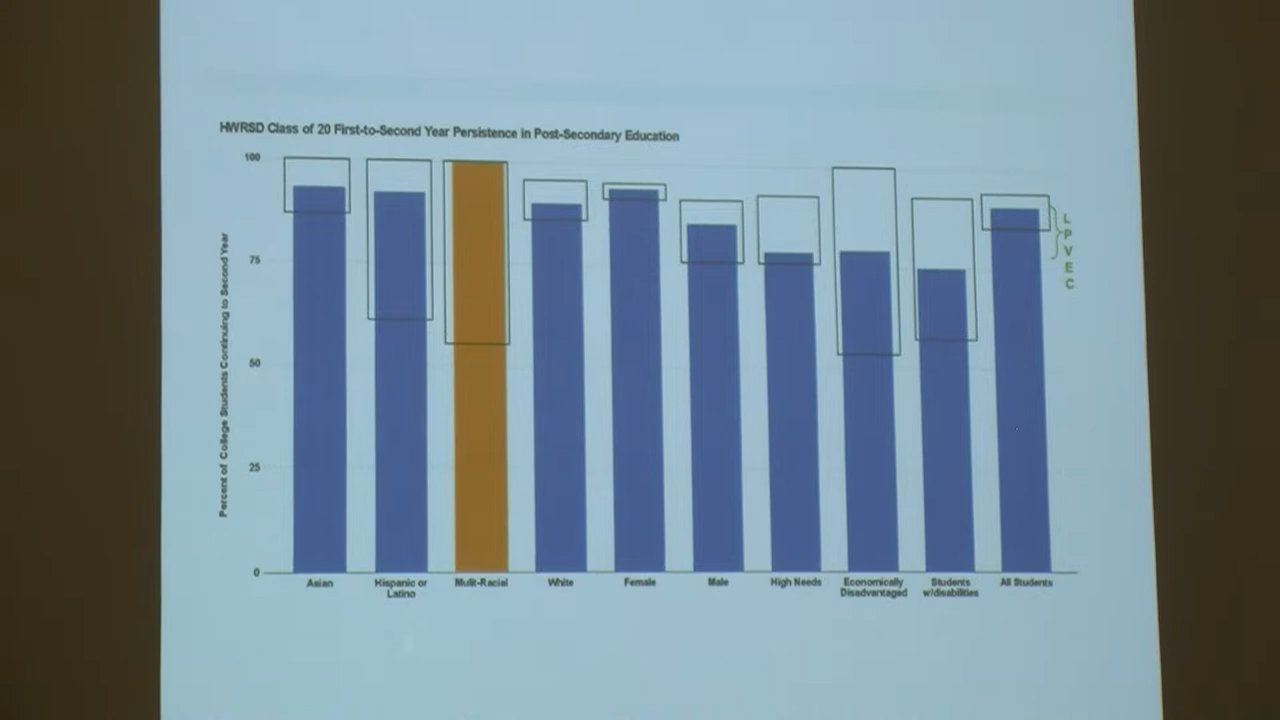 HWRSD Class of 20 First-to-Second Year Persistence in Post-Secondary Education
Percent of College Students Continuing to Second Year
100
75
50
25
0
Asian
Hispanic or
Latino
Mulit-Racial
White
Female
Male
High Needs
Economically
Disadvantaged
Students
w/disabilities
All Students
L
P
V
E
C